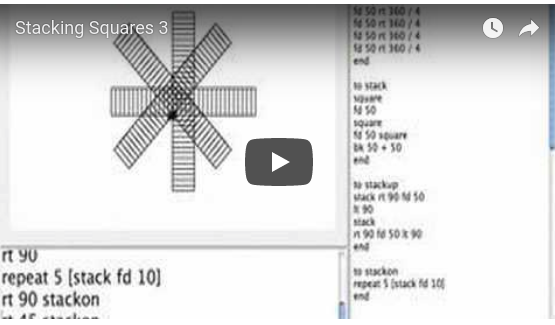 Stacking Squares 3
fd 50 rt 360 / 4
fd 50 rt 360 / 4
fd 50 rt 360 / 4
fd 50 rt 360 / 4
end
to stack
square
fd 50
square
fd 50 square
bk 50 + 50
end
to stackup
stack rt 90 fd 50
lt 90
stack
rt 90 fd 50 lt 90
end
to stackon
repeat 5 [stack fd 10]
end
rt 90
repeat 5 [stack fd 10]
rt 90 stackon
rt 45 stackon